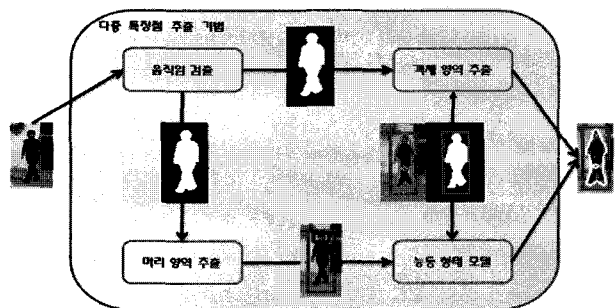 다중 특징점 추출 기법
움직임 검출
객체 영역 추출
머리 영역 추출
능동 형태 모델